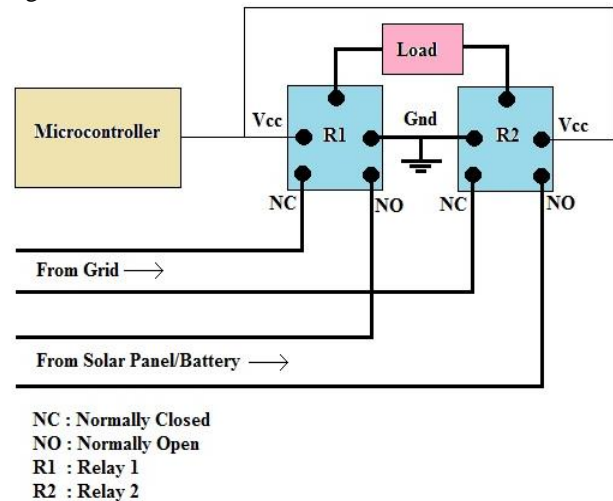 Load
Vcc
Gnd
Vcc
Microcontroller
R1
R2
NC
NO
NC
NO
From Grid
From Solar Panel/Battery
NC : Normally Closed
NO : Normally Open
R1 : Relay 1
R2 : Relay 2